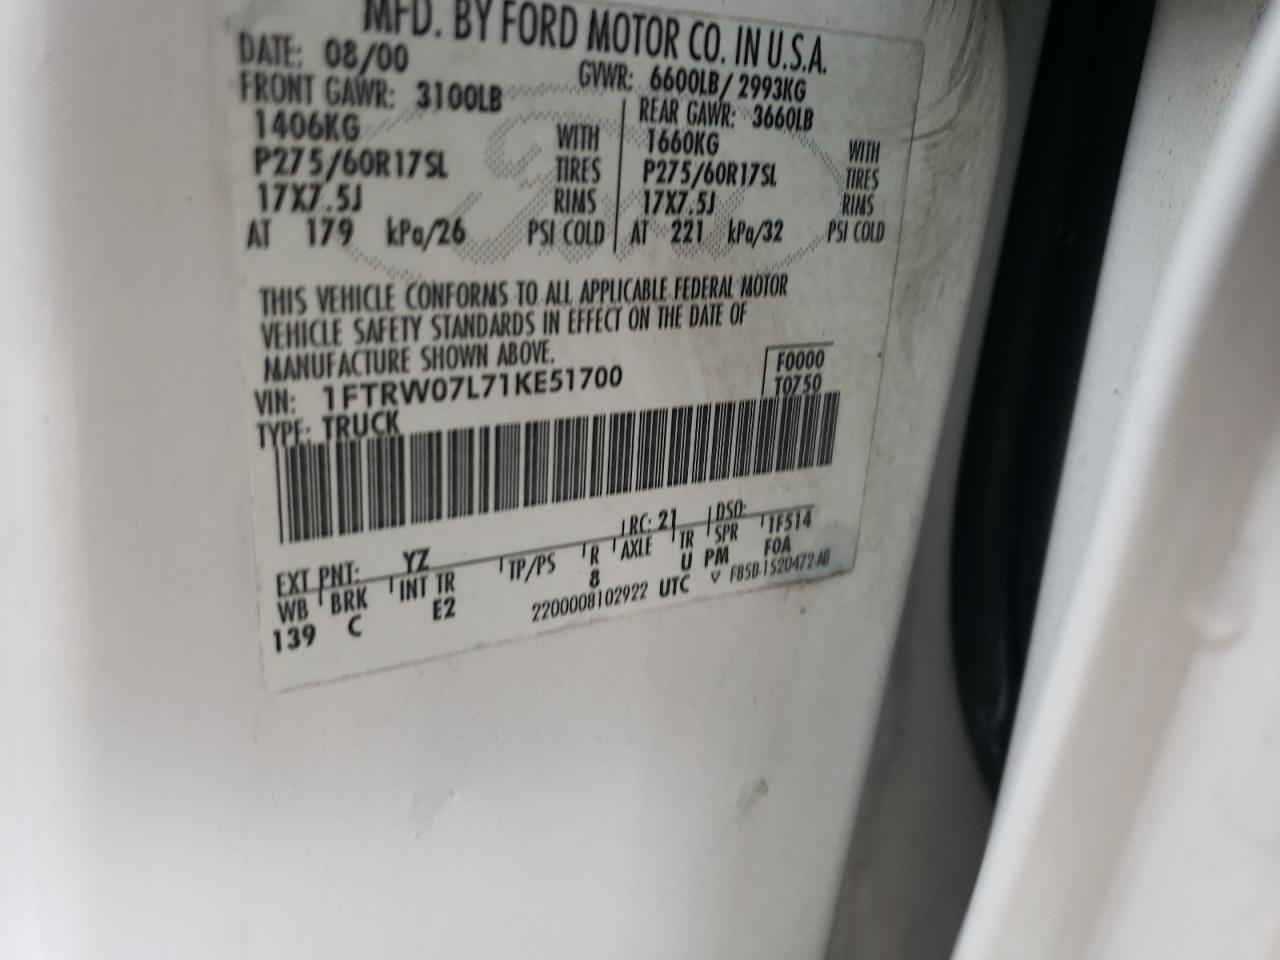 MFD. BY FORD MOTOR CO. IN U.S.A.
DATE: 08/00 GVWR: 6600LB/2993KG
FRONT GAWR: 3100LB REAR GAWR: 3660LB
1406KG WITH 1660KG WITH
P275/60R17SL TIRES P275/60R17SL TIRES
17X7.5J RIMS 17X7.5J RIMS
AT 179 kPa/26 PSI COLD AT 221 kPa/32 PSI COLD
THIS VEHICLE CONFORMS TO ALL APPLICABLE FEDERAL MOTOR
VEHICLE SAFETY STANDARDS IN EFFECT ON THE DATE OF
MANUFACTURE SHOWN ABOVE.
VIN: 1FTRW07L71KE51700 F0000
TYPE: TRUCK T0750
EXT PNT: YZ RC: 21 DSO:
WB BRK INT TR TP/PS R AXLE TR SPR 1F514
139 C E2 8 U PM F0A
2200008102922 UTC ▽ F85B-1520472-AB